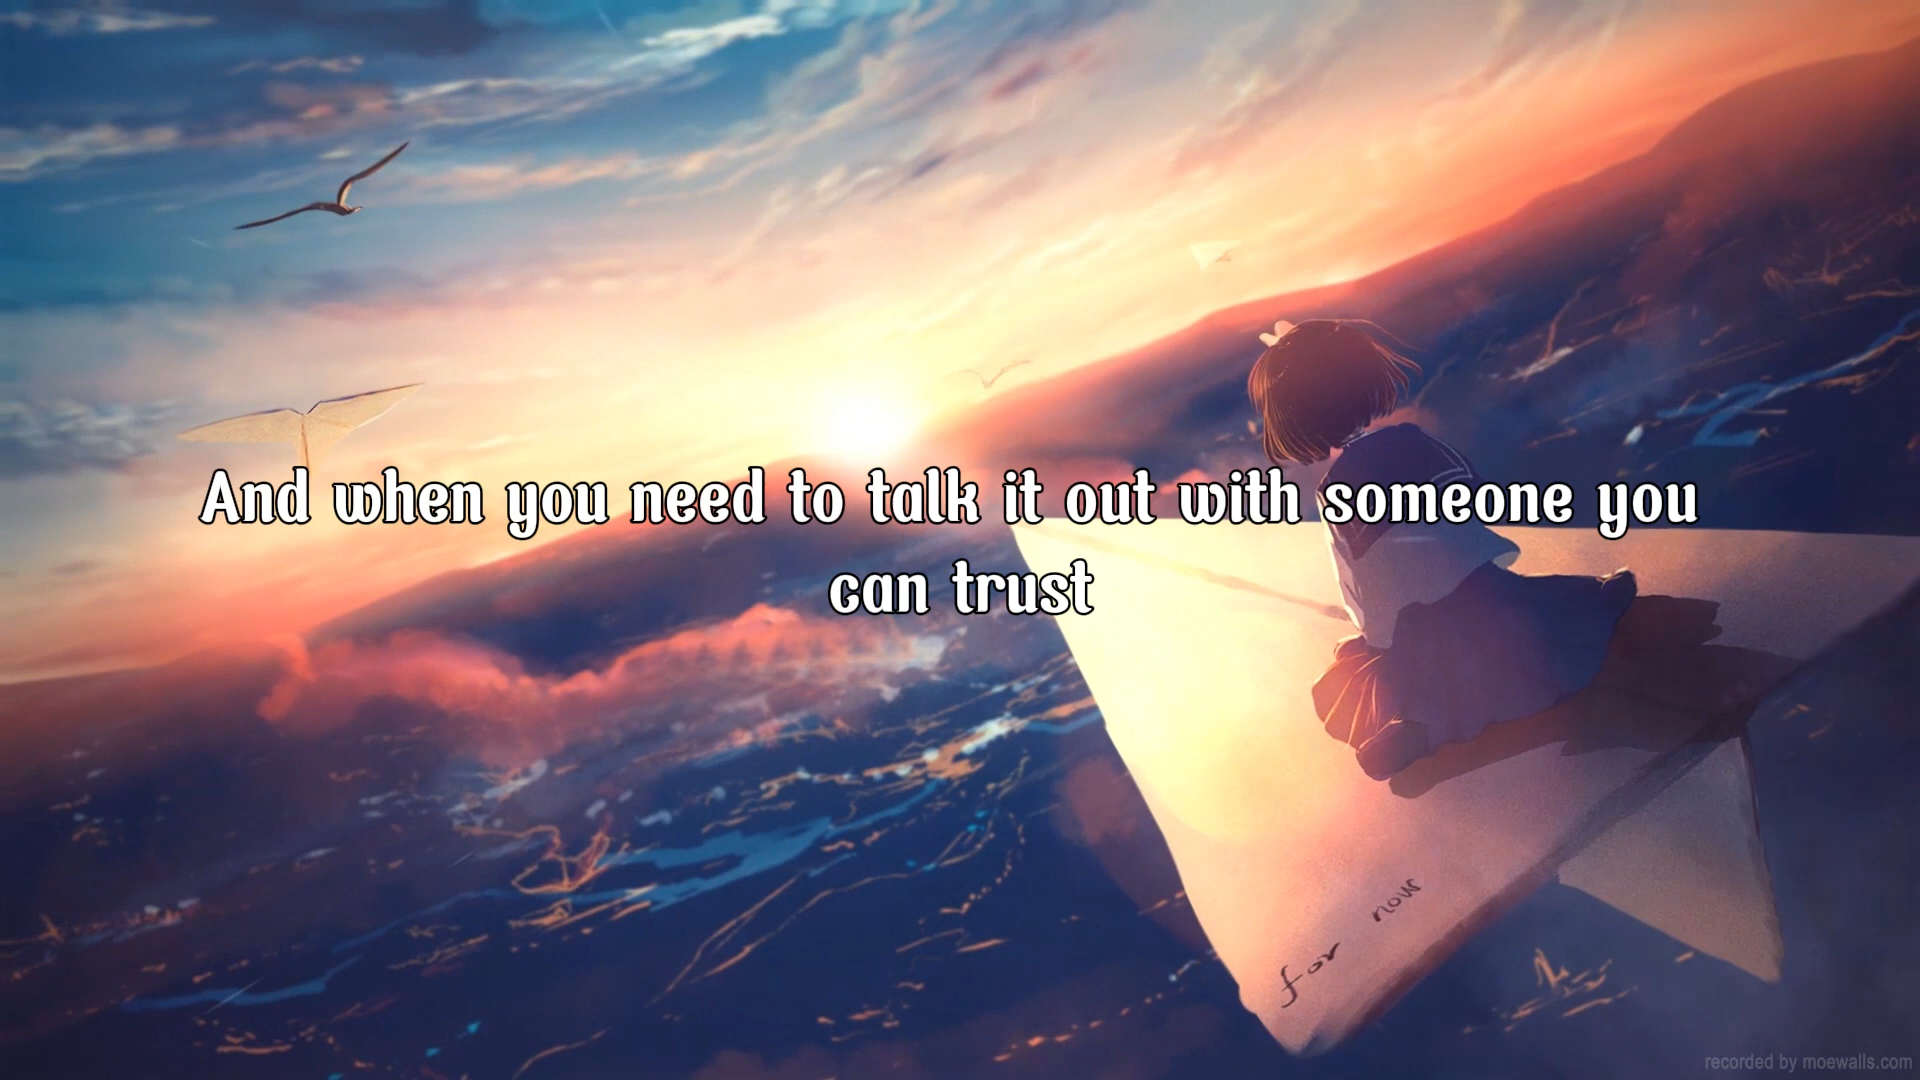 And when you need to talk it out with someone you
can trust
for now
recorded by moewalls.com